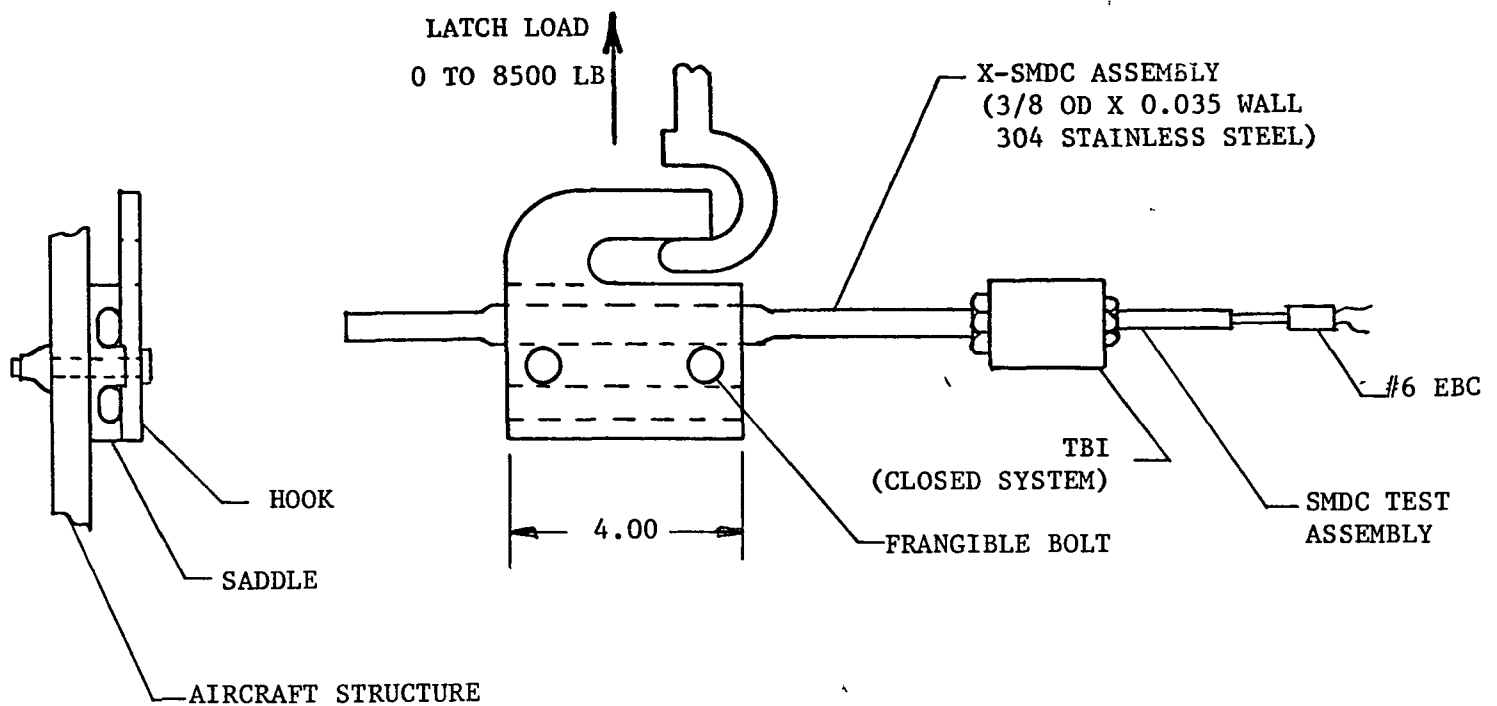 LATCH LOAD
0 TO 8500 LB
X-SMDC ASSEMBLY
(3/8 OD X 0.035 WALL
304 STAINLESS STEEL)
#6 EBC
TBI
(CLOSED SYSTEM)
SMDC TEST
ASSEMBLY
HOOK
4.00
FRANGIBLE BOLT
SADDLE
AIRCRAFT STRUCTURE